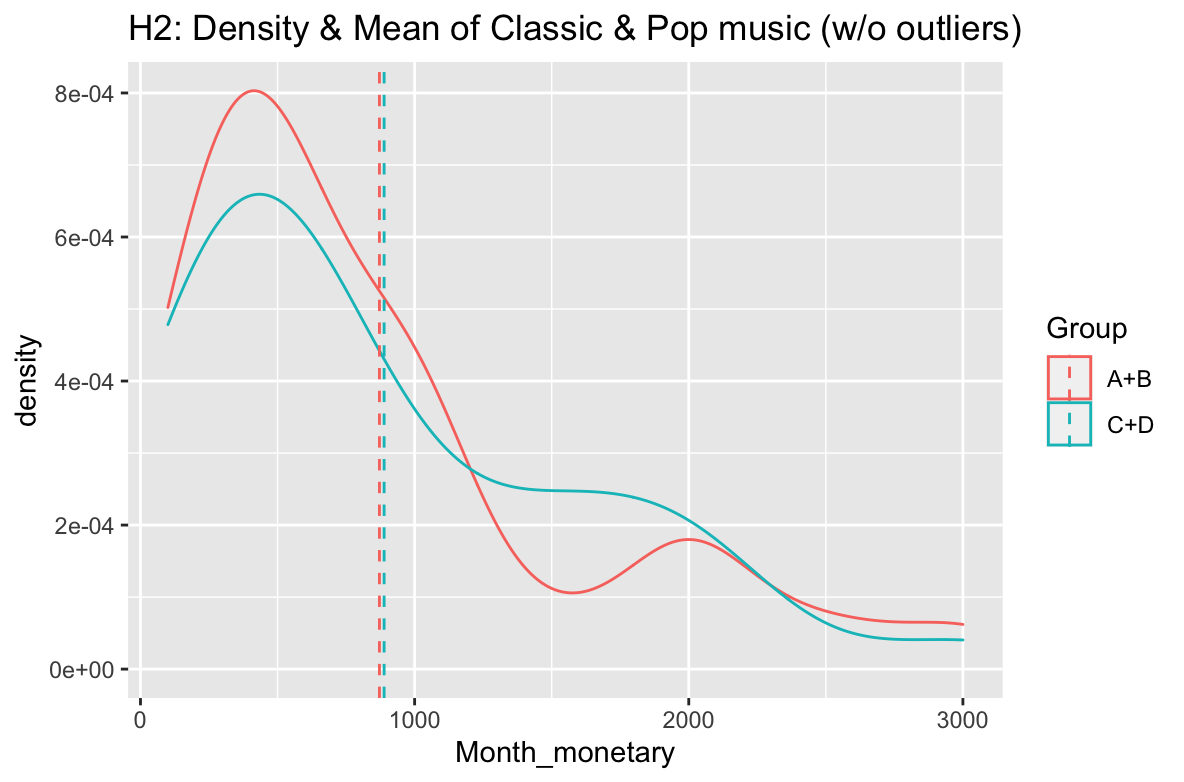 H2: Density & Mean of Classic & Pop music (w/o outliers)
8e-04
6e-04
4e-04
2e-04
0e+00
density
0 1000 2000 3000
Month_monetary
Group
A+B
C+D